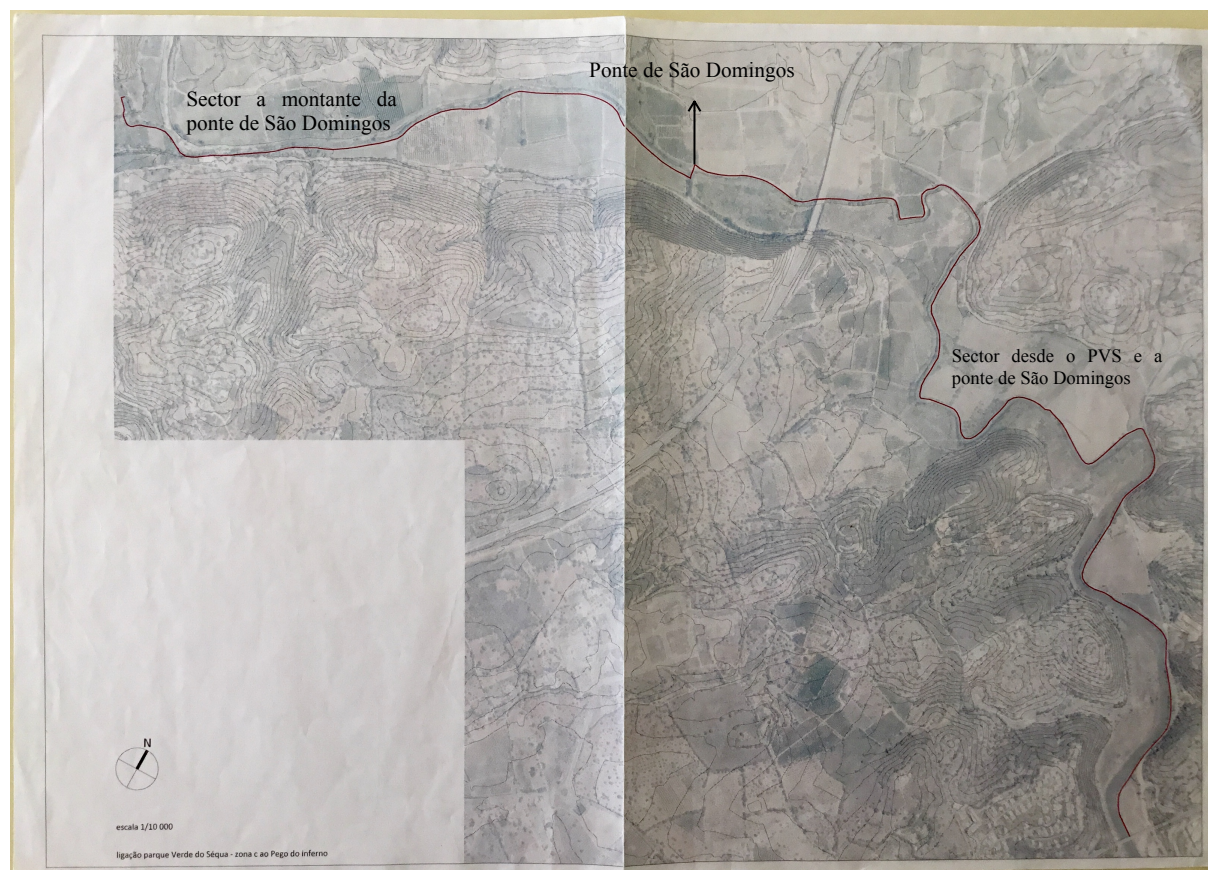 Ponte de São Domingos
Sector a montante da
ponte de São Domingos
Sector desde o PVS e a
ponte de São Domingos
N
escala 1/10 000
ligação parque Verde do Séqua - zona c ao Pego do inferno